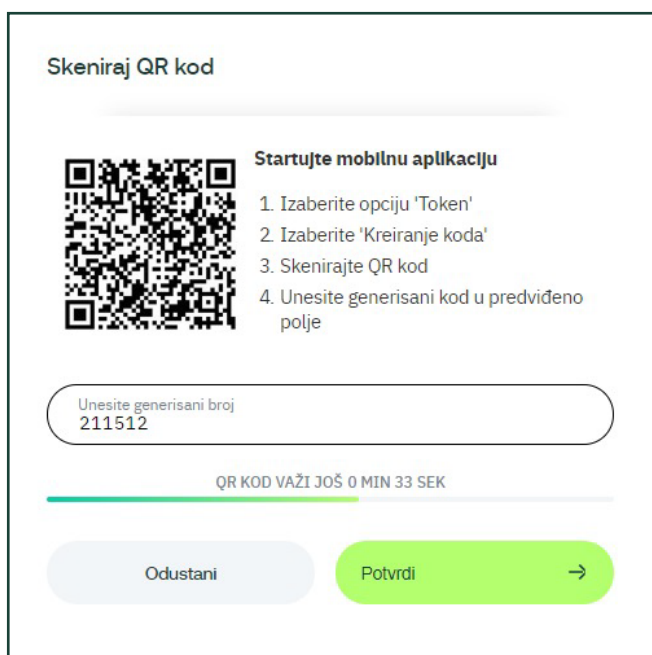 Skeniraj QR kod
Startujte mobilnu aplikaciju
1. Izaberite opciju 'Token'
2. Izaberite 'Kreiranje koda'
3. Skenirajte QR kod
4. Unesite generisani kod u predviđeno
polje
Unesite generisani broj
211512
QR KOD VAŽI JOŠ 0 MIN 33 SEK
Odustani
Potvrdi